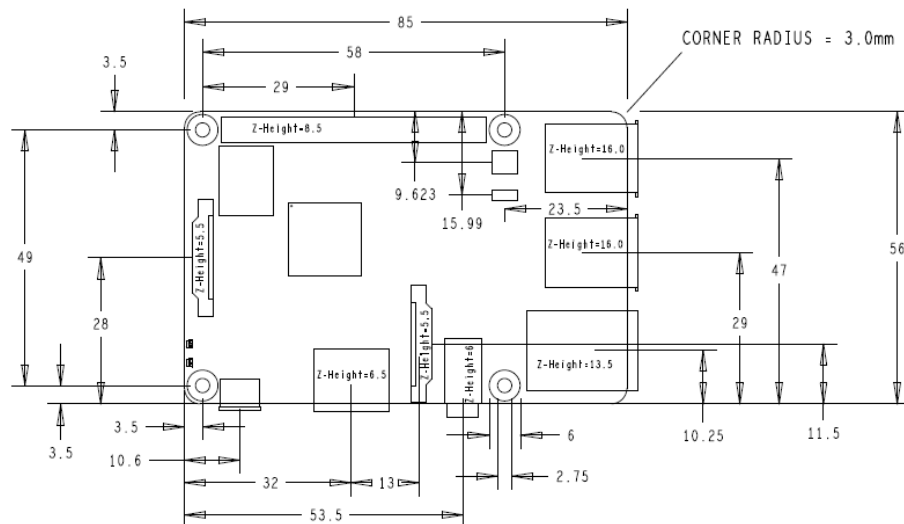 85
CORNER RADIUS = 3.0mm
58
3.5
29
Z-Height=8.5
Z-Height=16.0
9.623
15.99
23.5
Z-Height=5.5
Z-Height=16.0
49
28
47
56
29
Z-Height=5.5
Z-Height=6.5
Z-Height=6
Z-Height=13.5
3.5
3.5
10.6
6
10.25
11.5
32
13
2.75
53.5